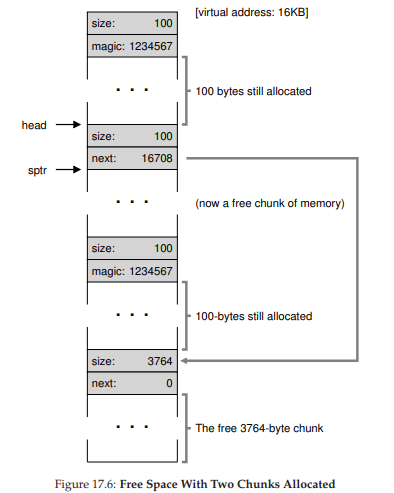 [virtual address: 16KB]
size: 100
magic: 1234567
. . .
100 bytes still allocated
head
size: 100
next: 16708
sptr
. . .
(now a free chunk of memory)
size: 100
magic: 1234567
. . .
100-bytes still allocated
size: 3764
next: 0
. . .
The free 3764-byte chunk
Figure 17.6: Free Space With Two Chunks Allocated